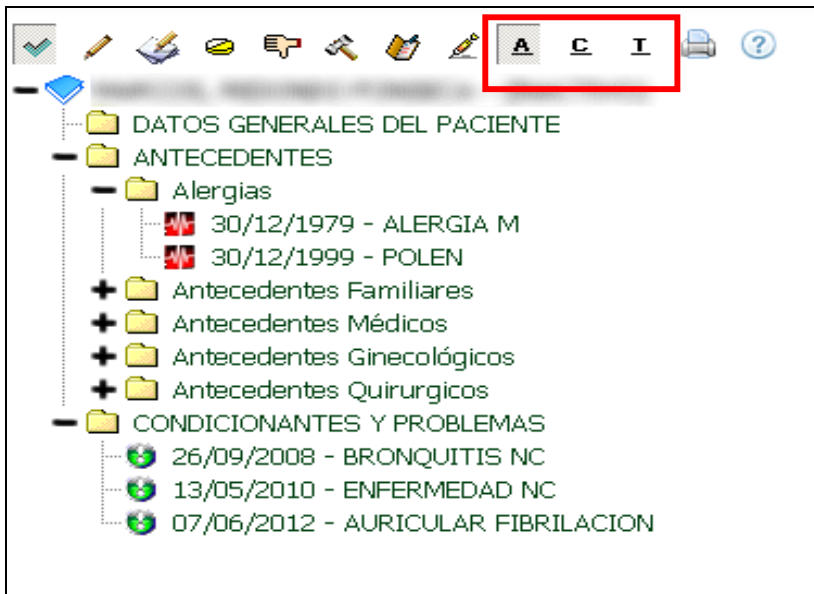 A C T ?
DATOS GENERALES DEL PACIENTE
ANTECEDENTES
Alergias
30/12/1979 - ALERGIA M
30/12/1999 - POLEN
Antecedentes Familiares
Antecedentes Médicos
Antecedentes Ginecológicos
Antecedentes Quirurgicos
CONDICIONANTES Y PROBLEMAS
26/09/2008 - BRONQUITIS NC
13/05/2010 - ENFERMEDAD NC
07/06/2012 - AURICULAR FIBRILACION